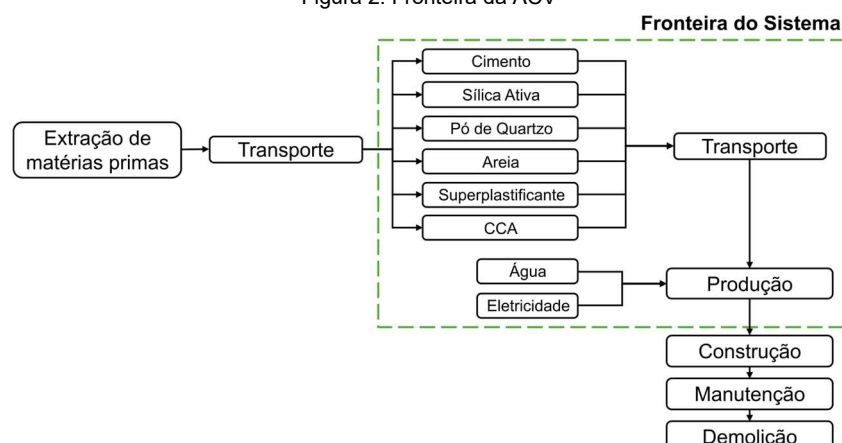 Figura 2. Fronteira da ACV
Fronteira do Sistema
Extração de
matérias primas
Transporte
Cimento
Sílica Ativa
Pó de Quartzo
Areia
Superplastificante
CCA
Transporte
Água
Eletricidade
Produção
Construção
Manutenção
Demolição